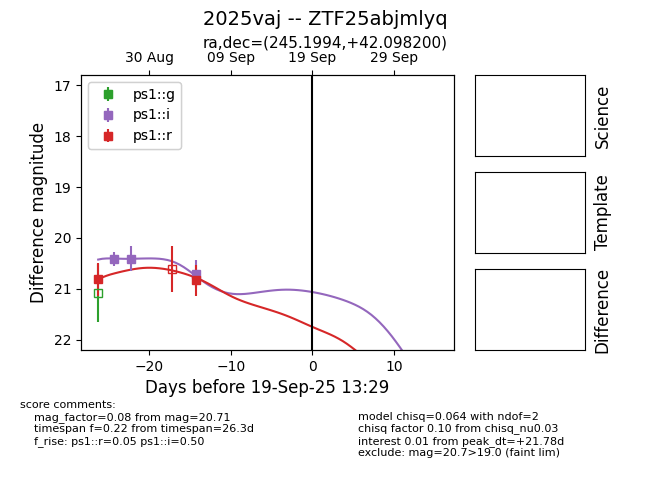 2025vaj -- ZTF25abjmlyq
ra,dec=(245.1994,+42.098200)
30 Aug 09 Sep 19 Sep 29 Sep
17
18
19
20
21
22
Difference magnitude
ps1::g
ps1::i
ps1::r
−20 −10 0 10
Days before 19-Sep-25 13:29
Science
Template
Difference
score comments:
mag_factor=0.08 from mag=20.71
timespan f=0.22 from timespan=26.3d
f_rise: ps1::r=0.05 ps1::i=0.50
model chisq=0.064 with ndof=2
chisq factor 0.10 from chisq_nu0.03
interest 0.01 from peak_dt=+21.78d
exclude: mag=20.7>19.0 (faint lim)